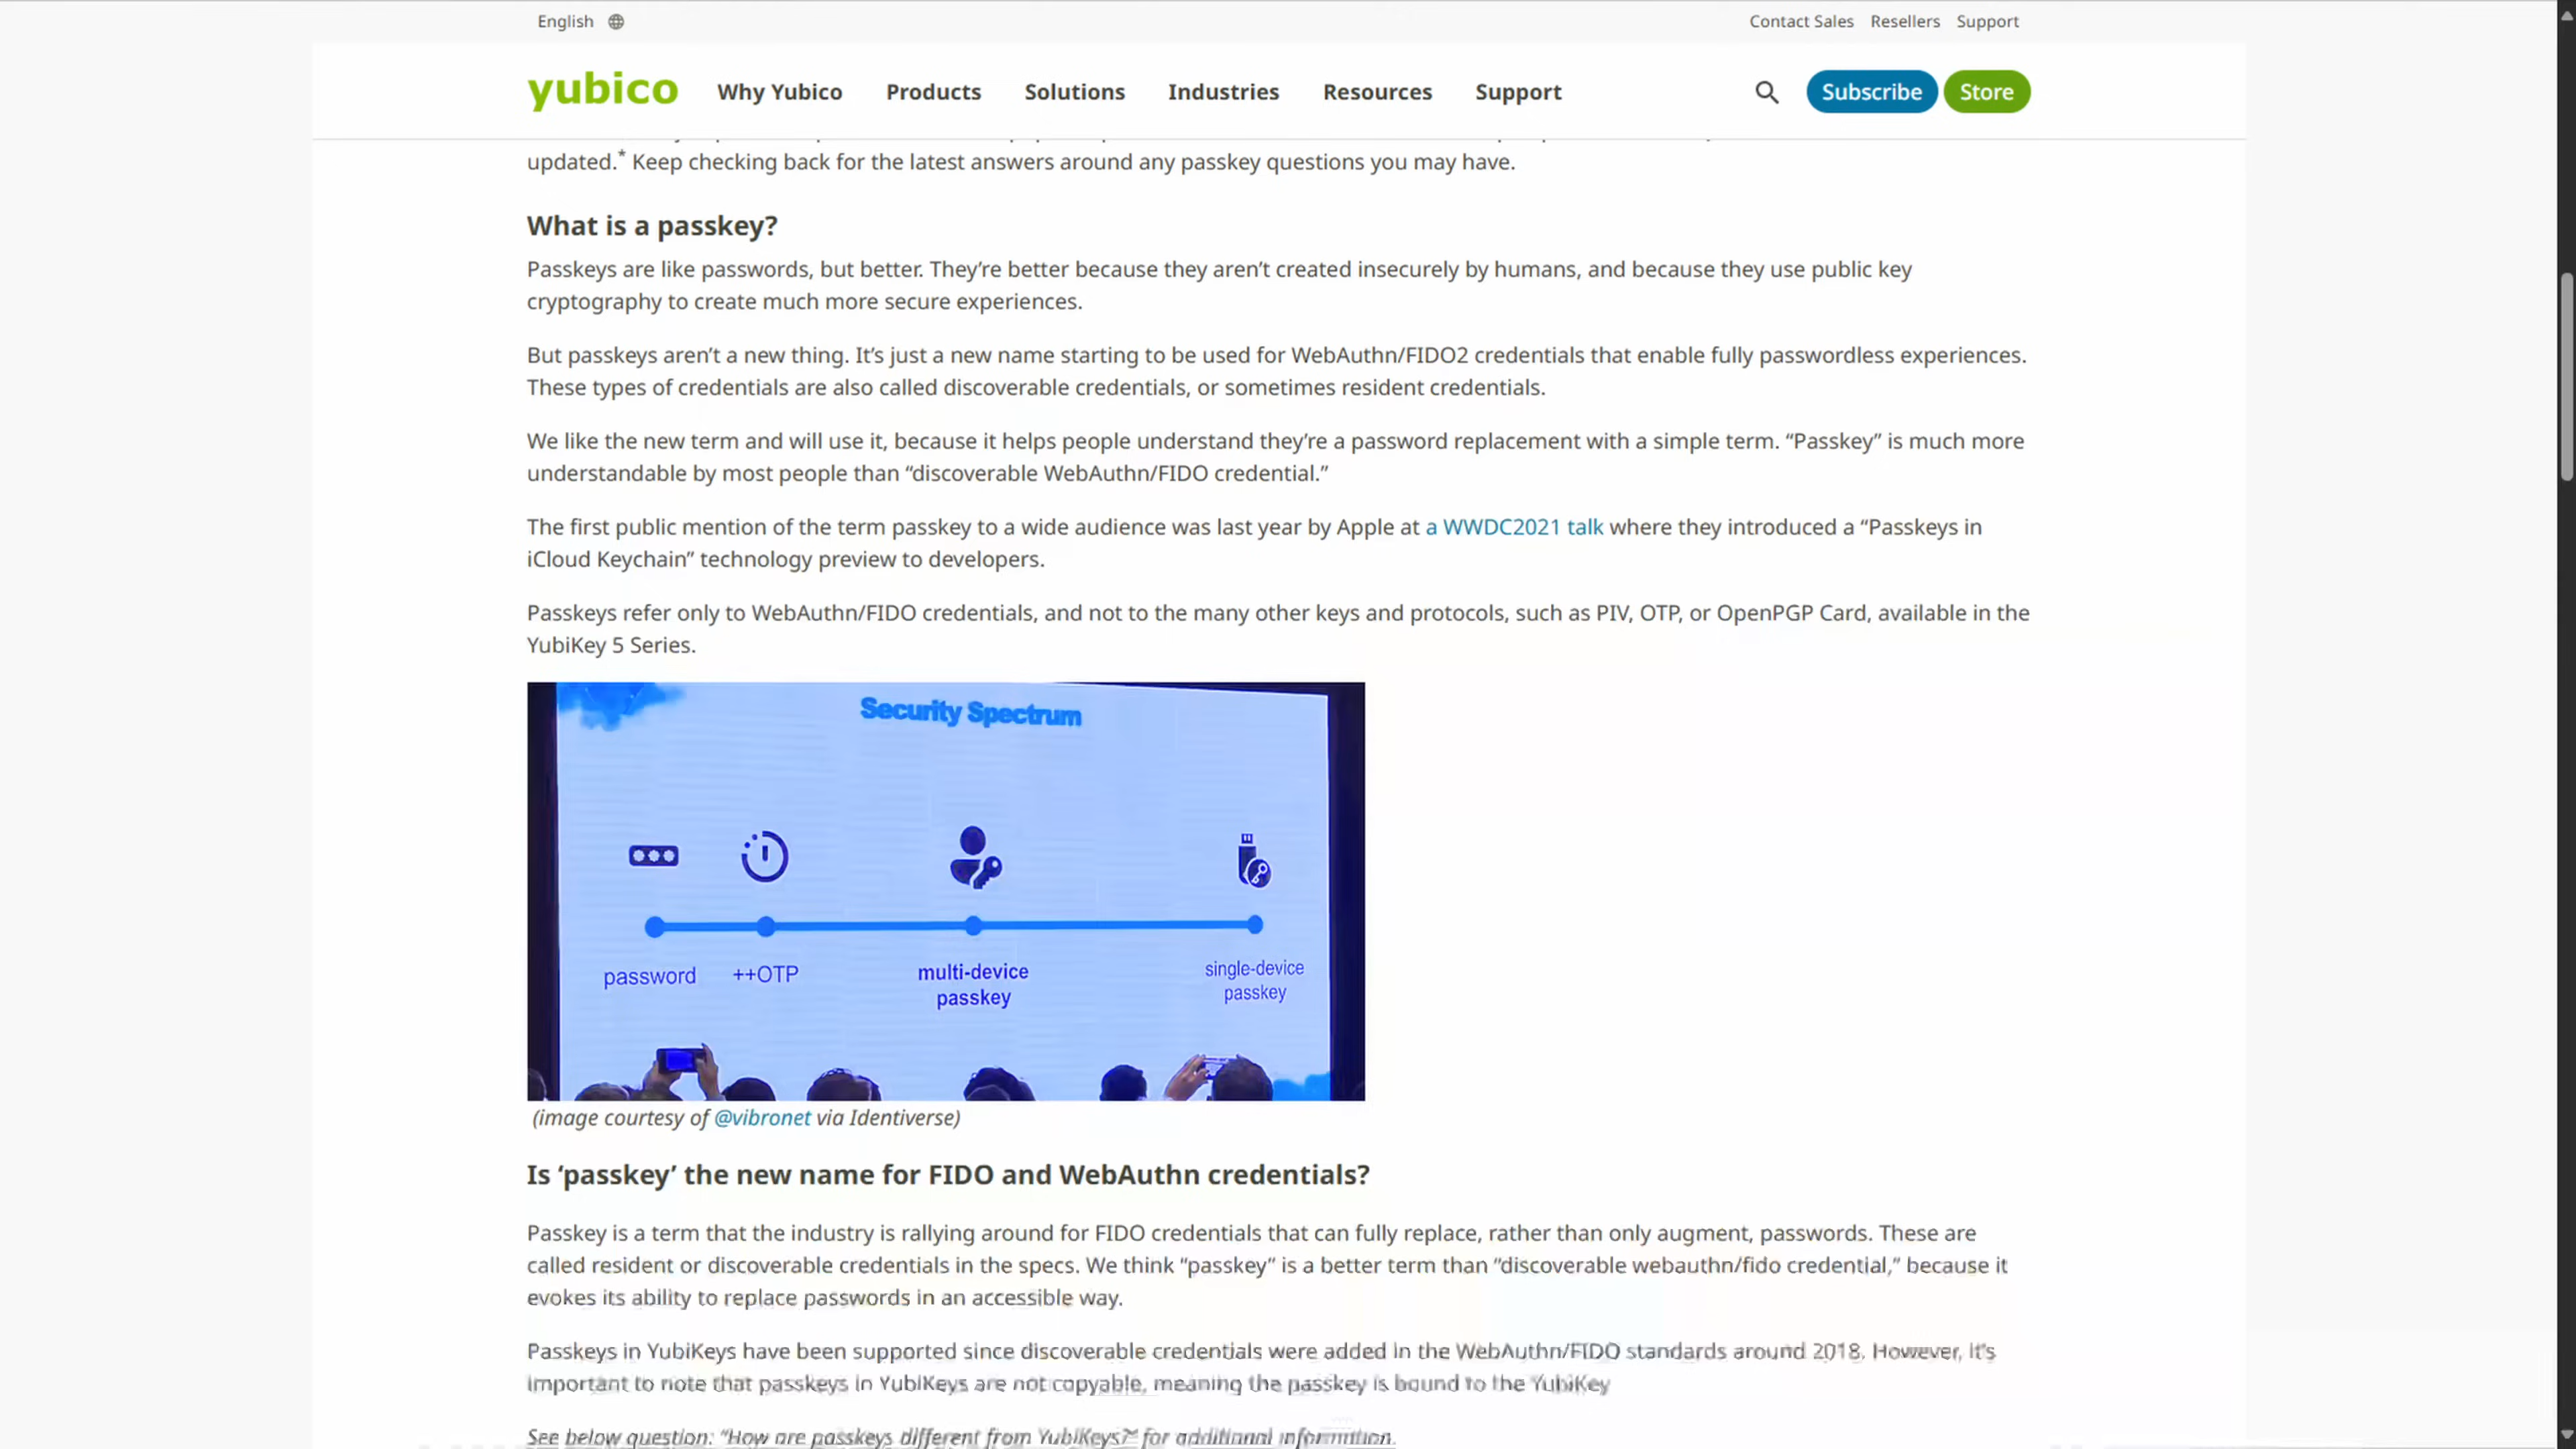 English
Contact Sales Resellers Support
yubico Why Yubico Products Solutions Industries Resources Support Subscribe Store
updated.* Keep checking back for the latest answers around any passkey questions you may have.
What is a passkey?
Passkeys are like passwords, but better. They’re better because they aren’t created insecurely by humans, and because they use public key
cryptography to create much more secure experiences.
But passkeys aren’t a new thing. It’s just a new name starting to be used for WebAuthn/FIDO2 credentials that enable fully passwordless experiences.
These types of credentials are also called discoverable credentials, or sometimes resident credentials.
We like the new term and will use it, because it helps people understand they’re a password replacement with a simple term. “Passkey” is much more
understandable by most people than “discoverable WebAuthn/FIDO credential.”
The first public mention of the term passkey to a wide audience was last year by Apple at a WWDC2021 talk where they introduced a “Passkeys in
iCloud Keychain” technology preview to developers.
Passkeys refer only to WebAuthn/FIDO credentials, and not to the many other keys and protocols, such as PIV, OTP, or OpenPGP Card, available in the
YubiKey 5 Series.
Security Spectrum
password ++OTP multi-device passkey single-device passkey
(image courtesy of @vibronet via Identiverse)
Is ‘passkey’ the new name for FIDO and WebAuthn credentials?
Passkey is a term that the industry is rallying around for FIDO credentials that can fully replace, rather than only augment, passwords. These are
called resident or discoverable credentials in the specs. We think “passkey” is a better term than “discoverable webauthn/fido credential,” because it
evokes its ability to replace passwords in an accessible way.
Passkeys in YubiKeys have been supported since discoverable credentials were added in the WebAuthn/FIDO standards around 2018. However, it’s
important to note that passkeys in YubiKeys are not copyable, meaning the passkey is bound to the YubiKey
See below question: “How are passkeys different from YubiKeys?” for additional information.